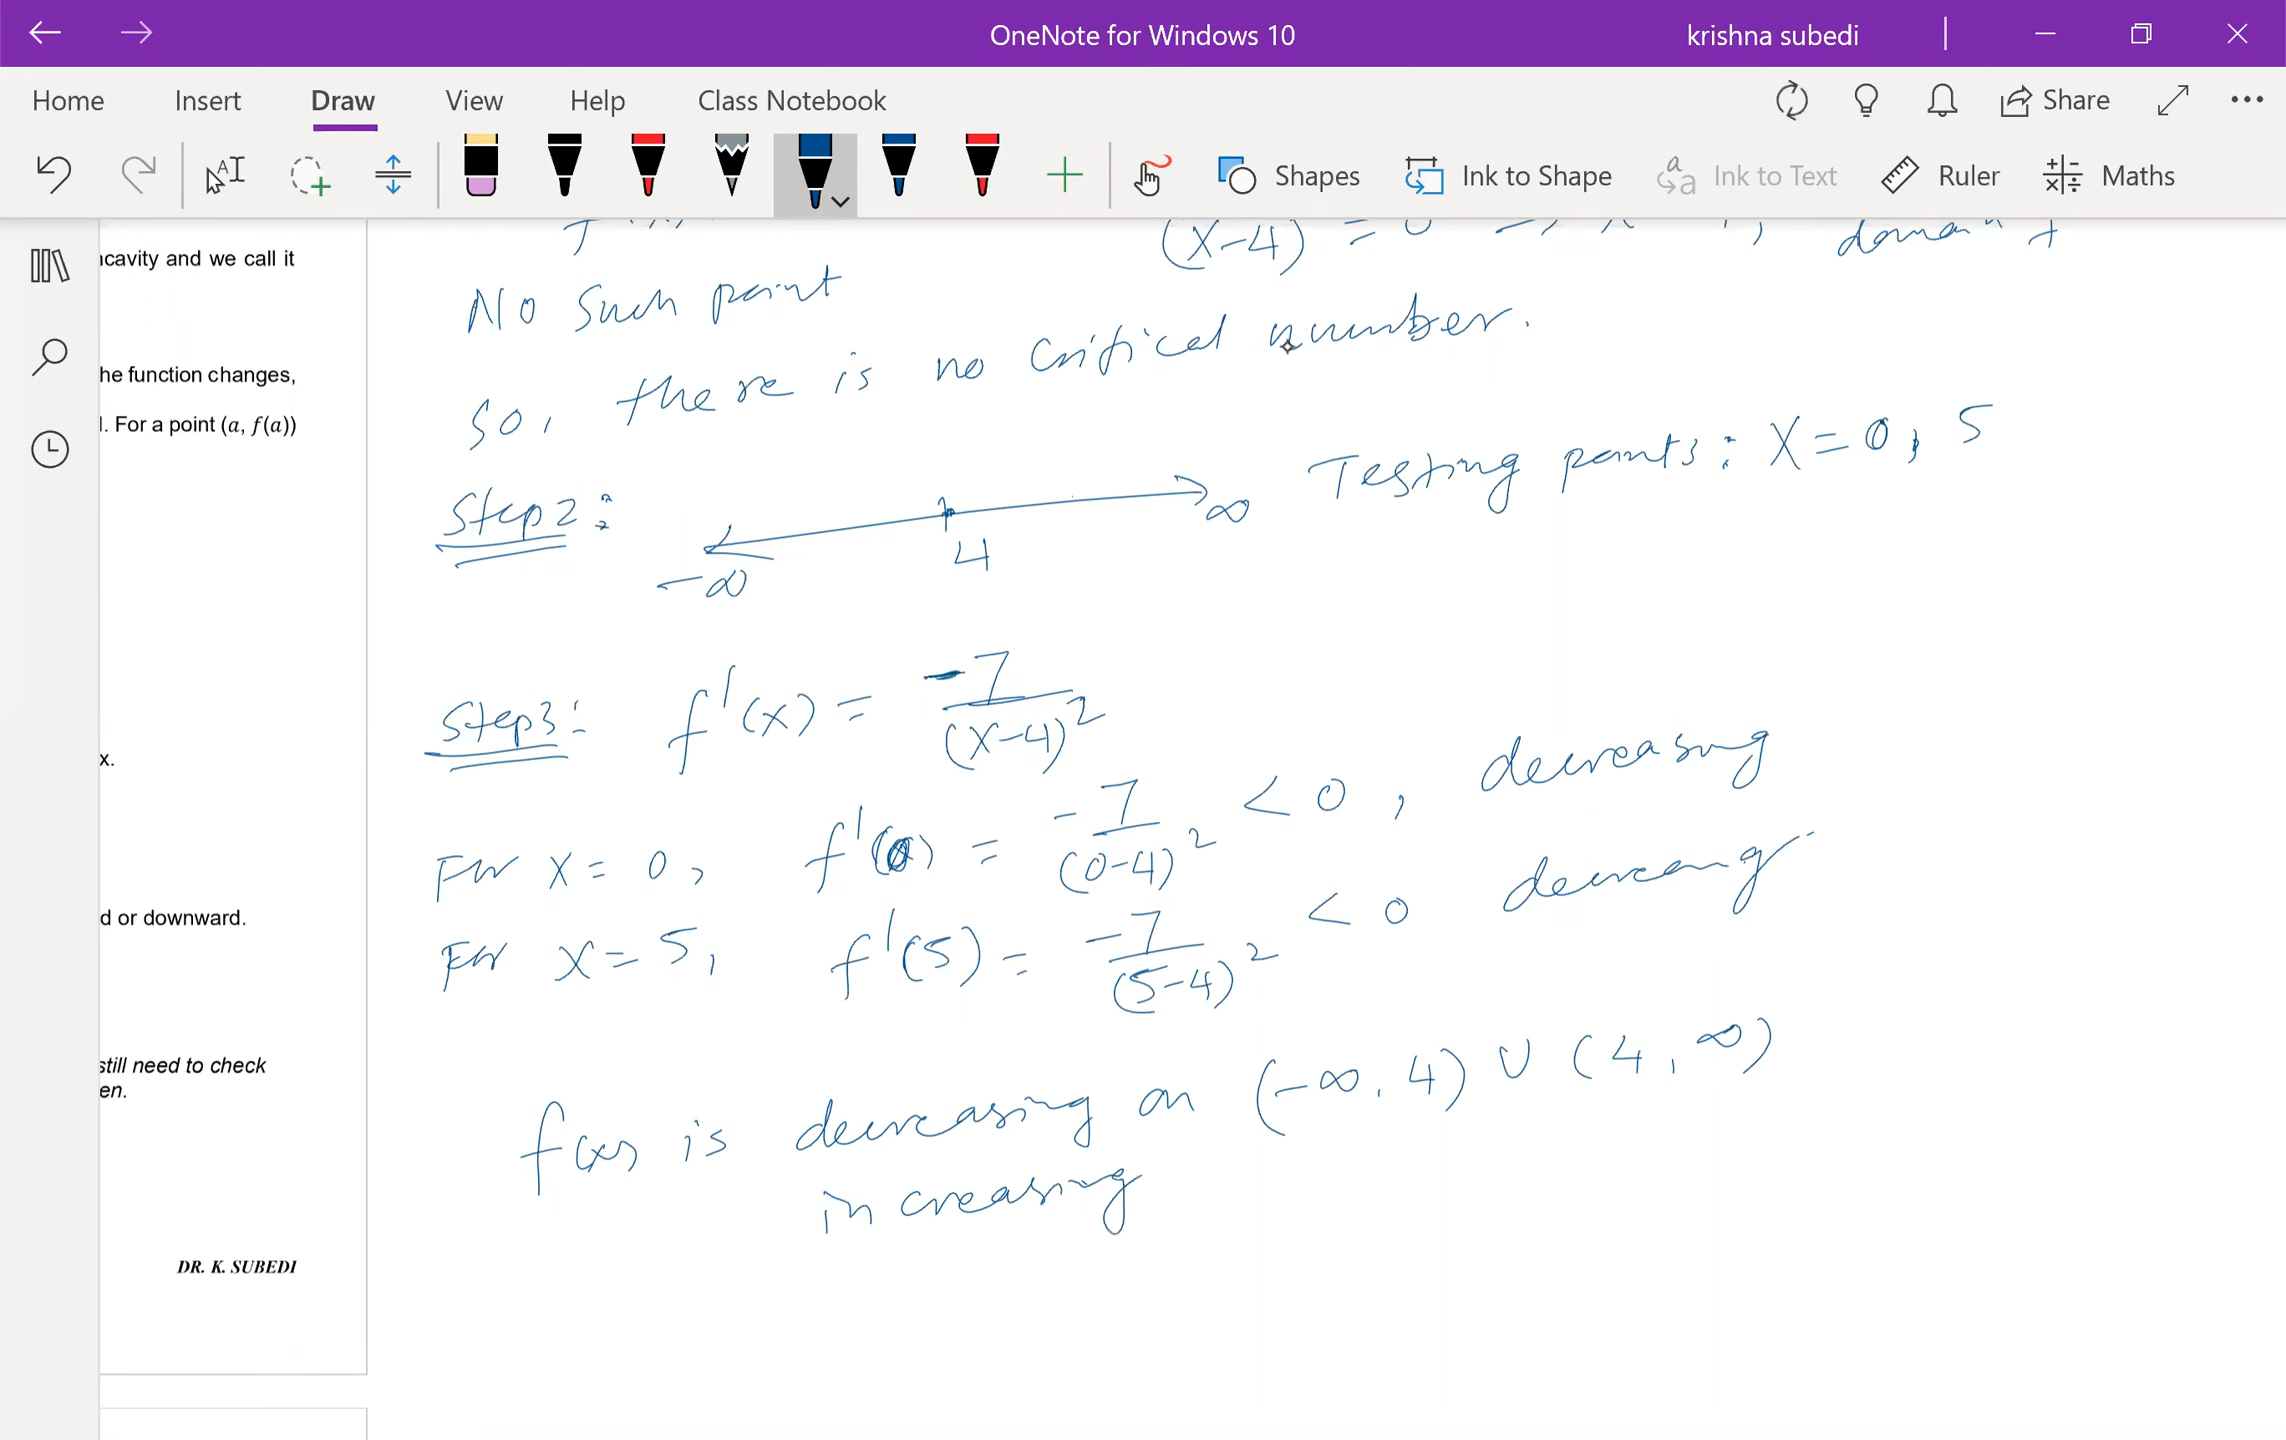 OneNote for Windows 10
krishna subedi
Home Insert Draw View Help Class Notebook
Share
Shapes Ink to Shape Ink to Text Ruler Maths
ncavity and we call it
he function changes,
l. For a point (a, f(a))
x.
d or downward.
still need to check
en.
DR. K. SUBEDI
(x-4) = 0
No such point
So, there is no critical number.
Step 2: -∞ 4 ∞ Testing points: X = 0, 5
Step 3: f'(x) = -7/(x-4)²
For x = 0, f'(0) = -7/(0-4)² < 0, decreasing
For x = 5, f'(5) = -7/(5-4)² < 0 decreasing
f(x) is decreasing on (-∞, 4) ∪ (4, ∞)
increasing